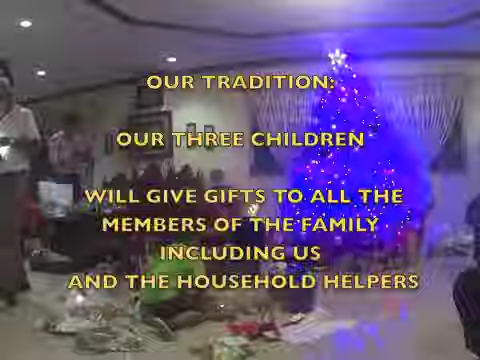 OUR TRADITION:
OUR THREE CHILDREN
WILL GIVE GIFTS TO ALL THE
MEMBERS OF THE FAMILY
INCLUDING US
AND THE HOUSEHOLD HELPERS